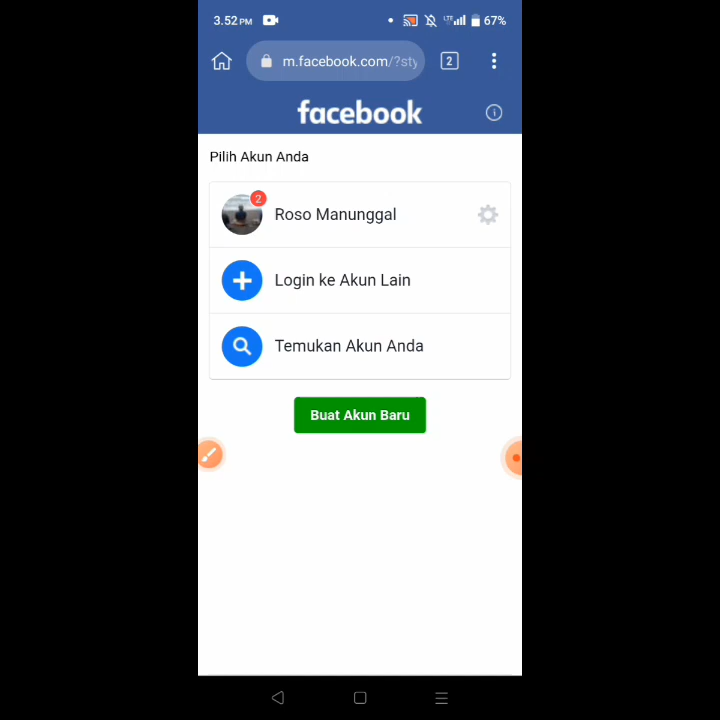 3.52 PM LTE 67%
m.facebook.com/?sty 2
facebook
Pilih Akun Anda
2
Roso Manunggal
Login ke Akun Lain
Temukan Akun Anda
Buat Akun Baru